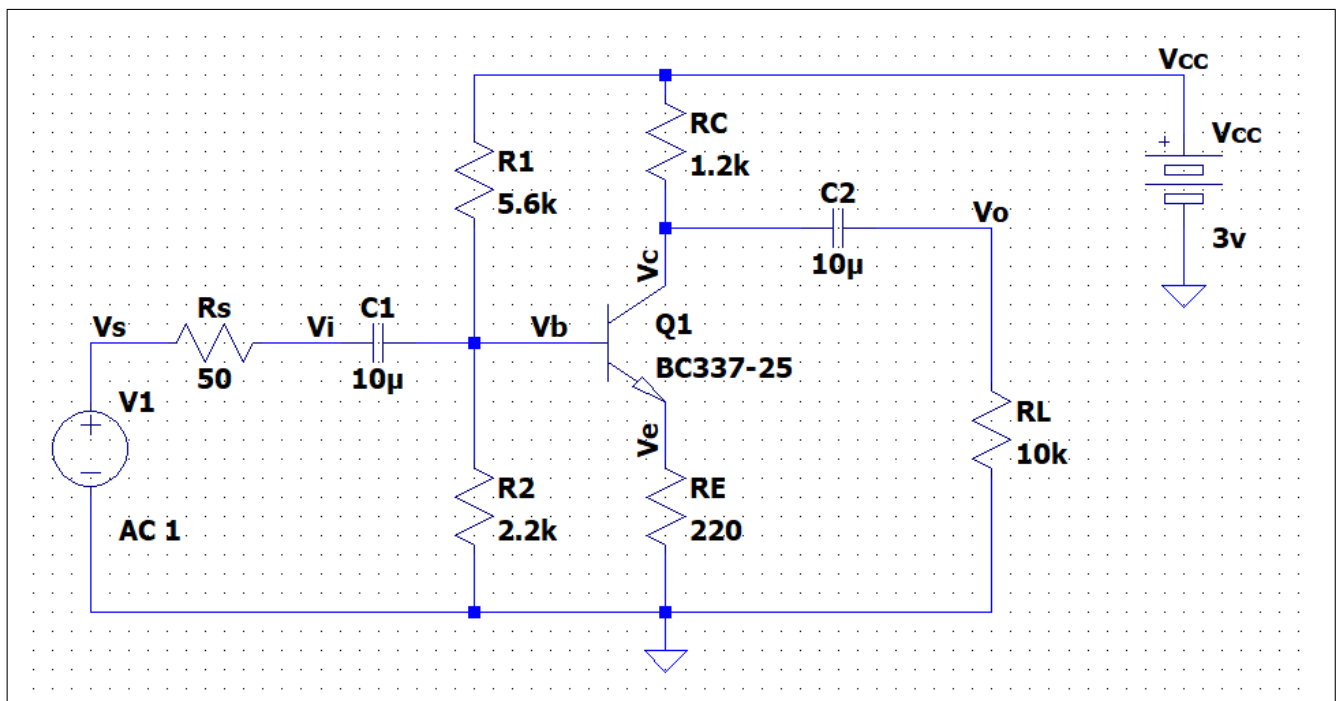 Vcc
RC
1.2k
Vcc
+
3v
R1
5.6k
C2
10µ
Vo
Vc
Rs
50
Vs
Vi
C1
10µ
Vb
Q1
BC337-25
V1
+
−
AC 1
Ve
RL
10k
R2
2.2k
RE
220